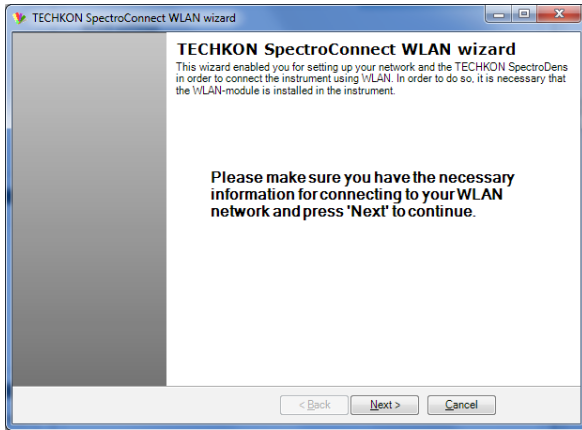 TECHKON SpectroConnect WLAN wizard
TECHKON SpectroConnect WLAN wizard
This wizard enabled you for setting up your network and the TECHKON SpectroDens
in order to connect the instrument using WLAN. In order to do so, it is necessary that
the WLAN-module is installed in the instrument.
Please make sure you have the necessary
information for connecting to your WLAN
network and press 'Next' to continue.
< Back Next > Cancel